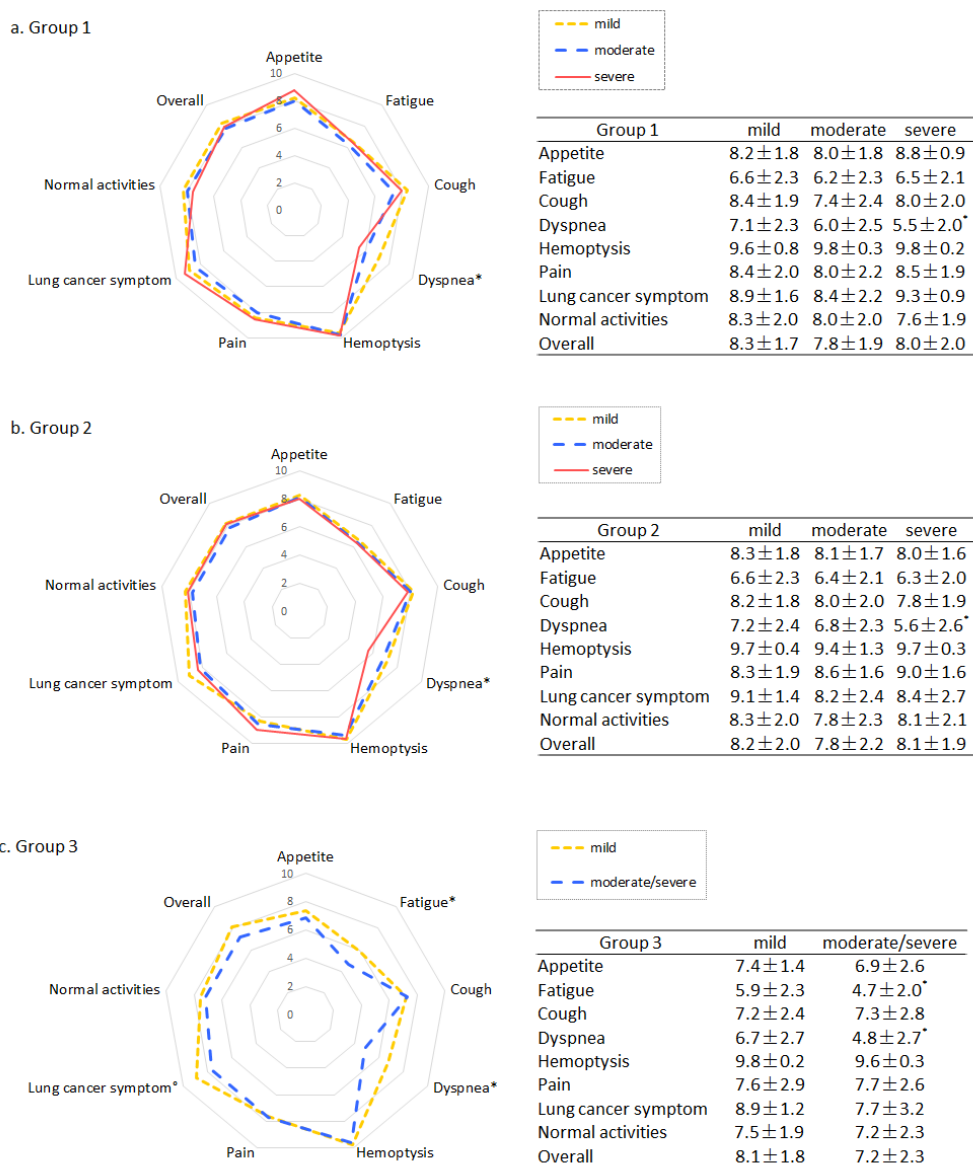 a. Group 1
mild
moderate
severe
10
8
6
4
2
0
Appetite
Fatigue
Cough
Dyspnea*
Hemoptysis
Pain
Lung cancer symptom
Normal activities
Overall
Group 1 mild moderate severe
Appetite 8.2±1.8 8.0±1.8 8.8±0.9
Fatigue 6.6±2.3 6.2±2.3 6.5±2.1
Cough 8.4±1.9 7.4±2.4 8.0±2.0
Dyspnea 7.1±2.3 6.0±2.5 5.5±2.0*
Hemoptysis 9.6±0.8 9.8±0.3 9.8±0.2
Pain 8.4±2.0 8.0±2.2 8.5±1.9
Lung cancer symptom 8.9±1.6 8.4±2.2 9.3±0.9
Normal activities 8.3±2.0 8.0±2.0 7.6±1.9
Overall 8.3±1.7 7.8±1.9 8.0±2.0
b. Group 2
mild
moderate
severe
10
8
6
4
2
0
Appetite
Fatigue
Cough
Dyspnea*
Hemoptysis
Pain
Lung cancer symptom
Normal activities
Overall
Group 2 mild moderate severe
Appetite 8.3±1.8 8.1±1.7 8.0±1.6
Fatigue 6.6±2.3 6.4±2.1 6.3±2.0
Cough 8.2±1.8 8.0±2.0 7.8±1.9
Dyspnea 7.2±2.4 6.8±2.3 5.6±2.6*
Hemoptysis 9.7±0.4 9.4±1.3 9.7±0.3
Pain 8.3±1.9 8.6±1.6 9.0±1.6
Lung cancer symptom 9.1±1.4 8.2±2.4 8.4±2.7
Normal activities 8.3±2.0 7.8±2.3 8.1±2.1
Overall 8.2±2.0 7.8±2.2 8.1±1.9
c. Group 3
mild
moderate/severe
10
8
6
4
2
0
Appetite
Fatigue*
Cough
Dyspnea*
Hemoptysis
Pain
Lung cancer symptom°
Normal activities
Overall
Group 3 mild moderate/severe
Appetite 7.4±1.4 6.9±2.6
Fatigue 5.9±2.3 4.7±2.0*
Cough 7.2±2.4 7.3±2.8
Dyspnea 6.7±2.7 4.8±2.7*
Hemoptysis 9.8±0.2 9.6±0.3
Pain 7.6±2.9 7.7±2.6
Lung cancer symptom 8.9±1.2 7.7±3.2
Normal activities 7.5±1.9 7.2±2.3
Overall 8.1±1.8 7.2±2.3